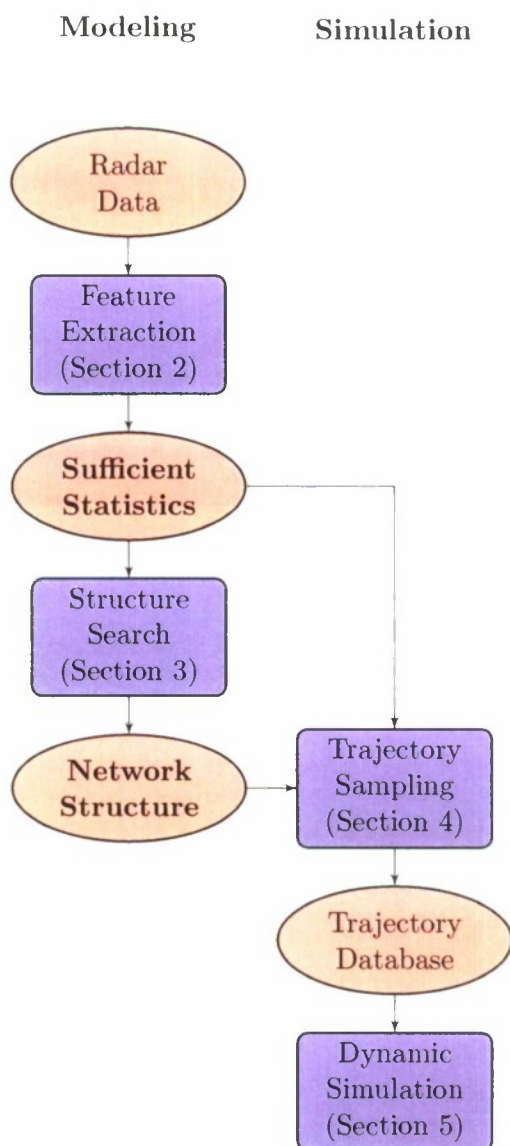 Modeling Simulation
Radar
Data
Feature
Extraction
(Section 2)
Sufficient
Statistics
Structure
Search
(Section 3)
Network
Structure
Trajectory
Sampling
(Section 4)
Trajectory
Database
Dynamic
Simulation
(Section 5)